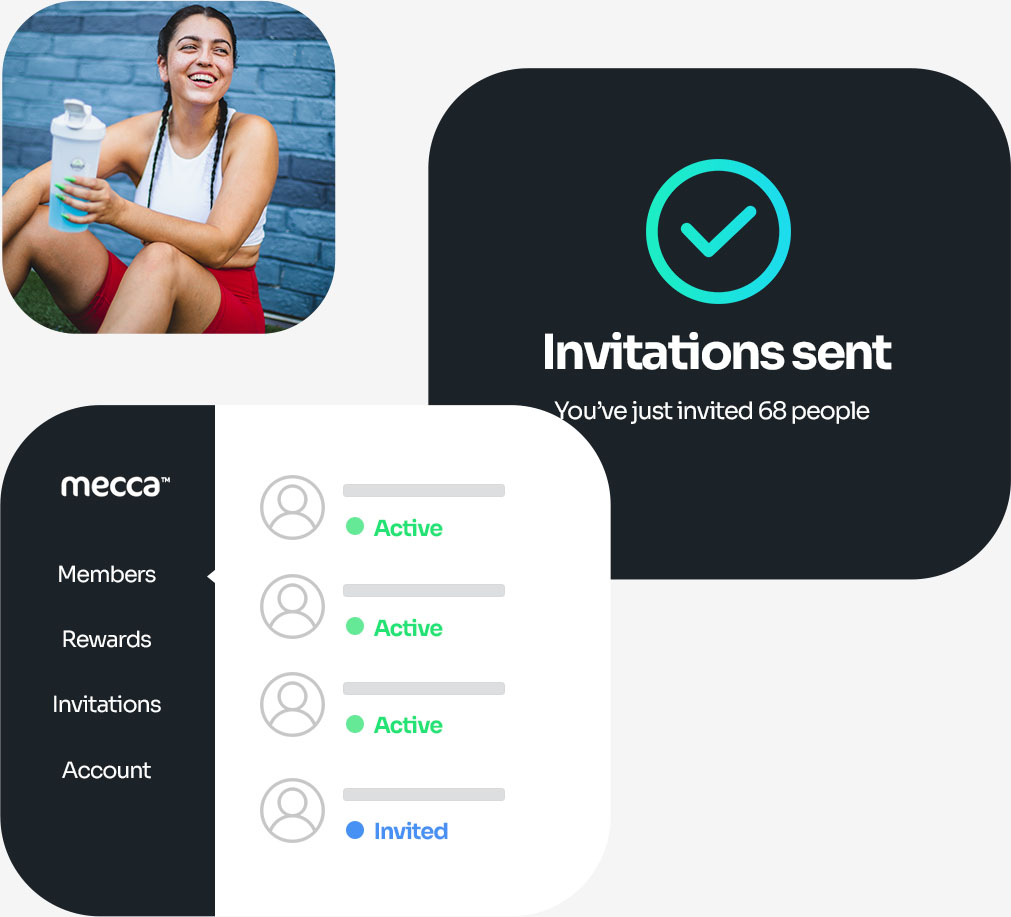 Invitations sent
You’ve just invited 68 people
mecca™
Members
Rewards
Invitations
Account
Active
Active
Active
Invited